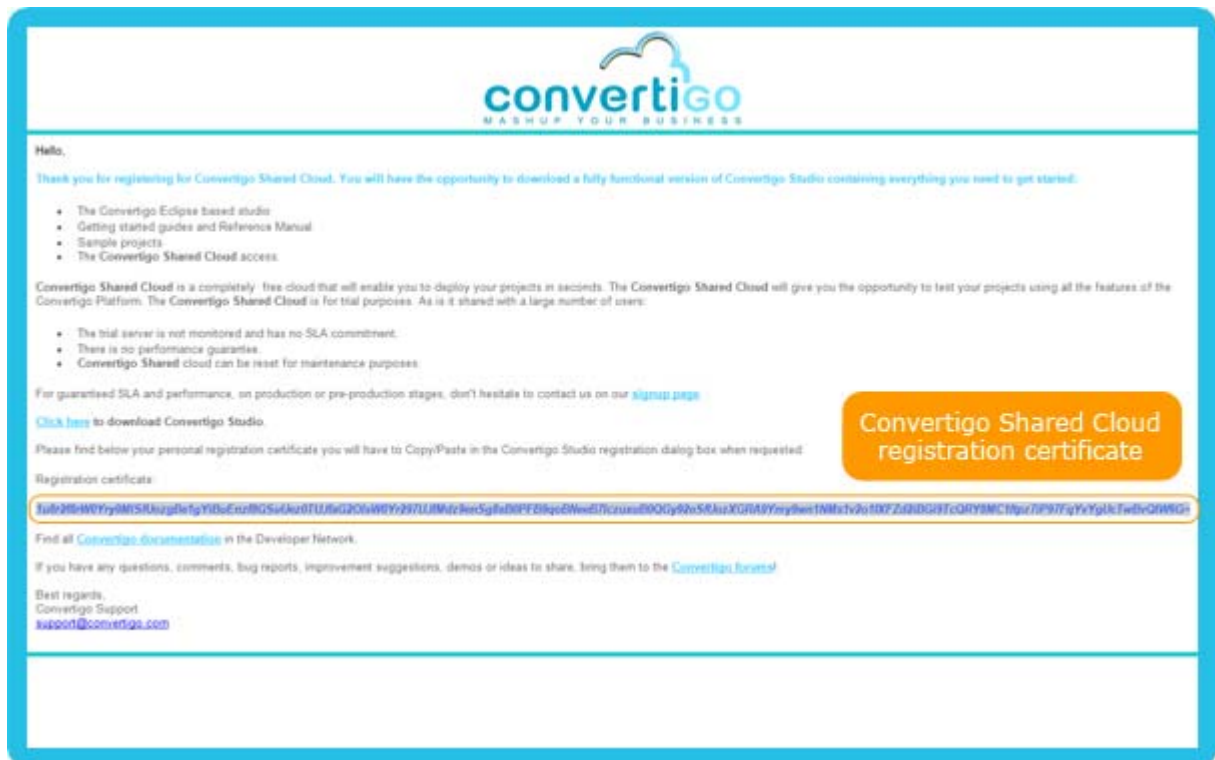 convertigo
MASHUP YOUR BUSINESS
Hello,
Thank you for registering for Convertigo Shared Cloud. You will have the opportunity to download a fully functional version of Convertigo Studio containing everything you need to get started:
• The Convertigo Eclipse based studio
• Getting started guides and Reference Manual
• Sample projects
• The Convertigo Shared Cloud access
Convertigo Shared Cloud is a completely free cloud that will enable you to deploy your projects in seconds. The Convertigo Shared Cloud will give you the opportunity to test your projects using all the features of the
Convertigo Platform. The Convertigo Shared Cloud is for trial purposes. As is it shared with a large number of users:
• The trial server is not monitored and has no SLA commitment.
• There is no performance guarantee.
• Convertigo Shared cloud can be reset for maintenance purposes
For guaranteed SLA and performance, on production or pre-production stages, don't hesitate to contact us on our signup page
Click here to download Convertigo Studio.
Convertigo Shared Cloud
registration certificate
Please find below your personal registration certificate you will have to Copy/Paste in the Convertigo Studio registration dialog box when requested
Registration certificate:
Find all Convertigo documentation in the Developer Network.
If you have any questions, comments, bug reports, improvement suggestions, demos or ideas to share, bring them to the Convertigo forums!
Best regards,
Convertigo Support
support@convertigo.com